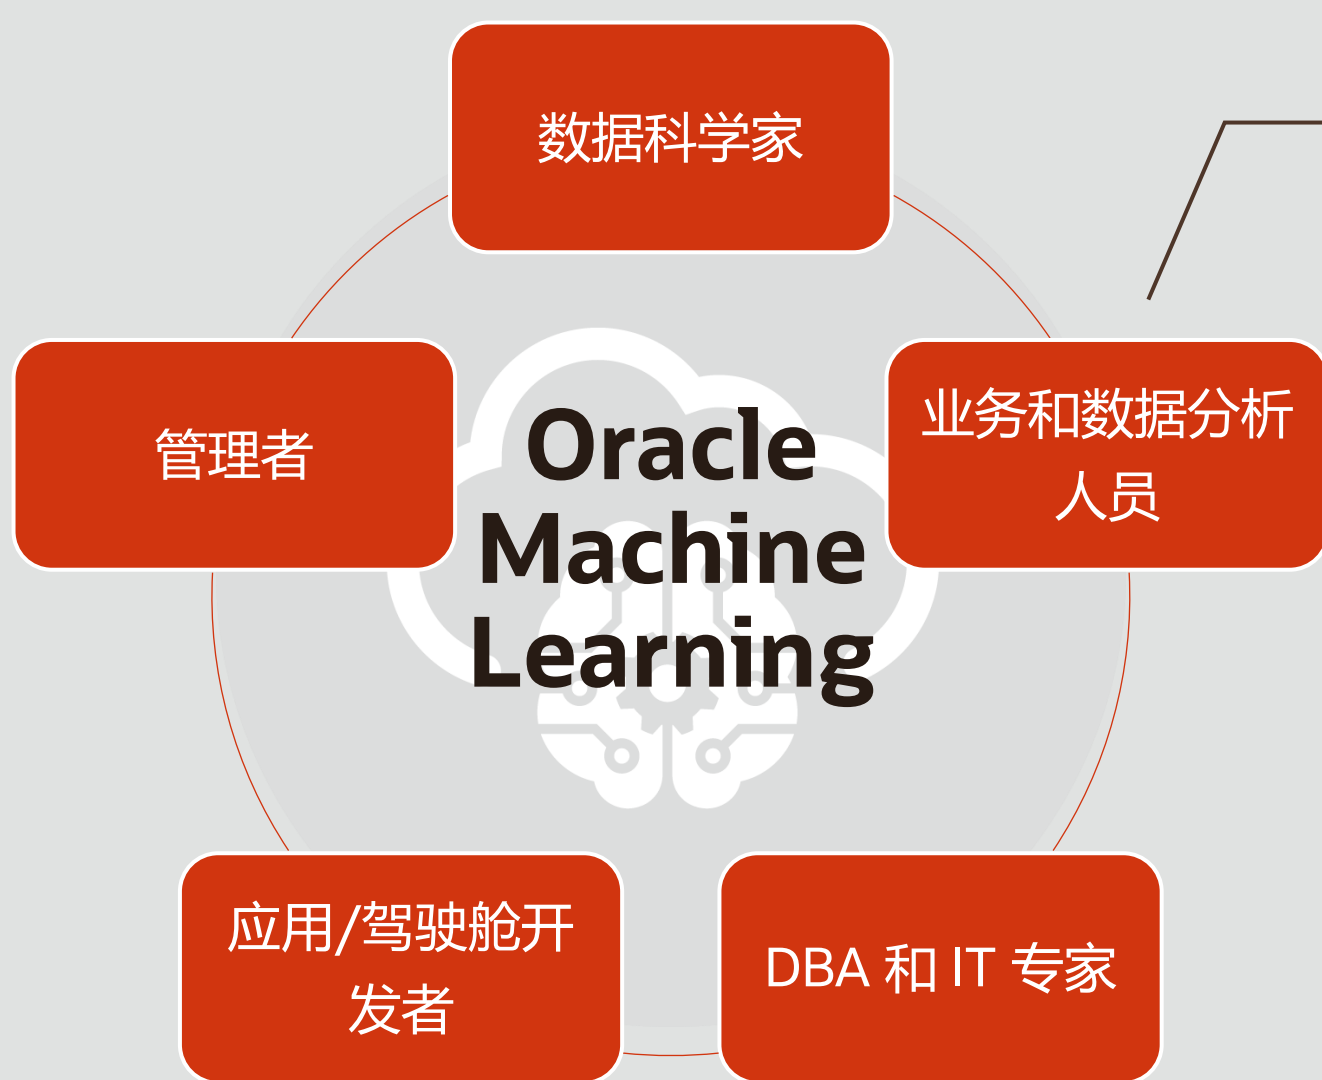 数据科学家
管理者
Oracle
Machine
Learning
业务和数据分析
人员
应用/驾驶舱开
发者
DBA 和 IT 专家